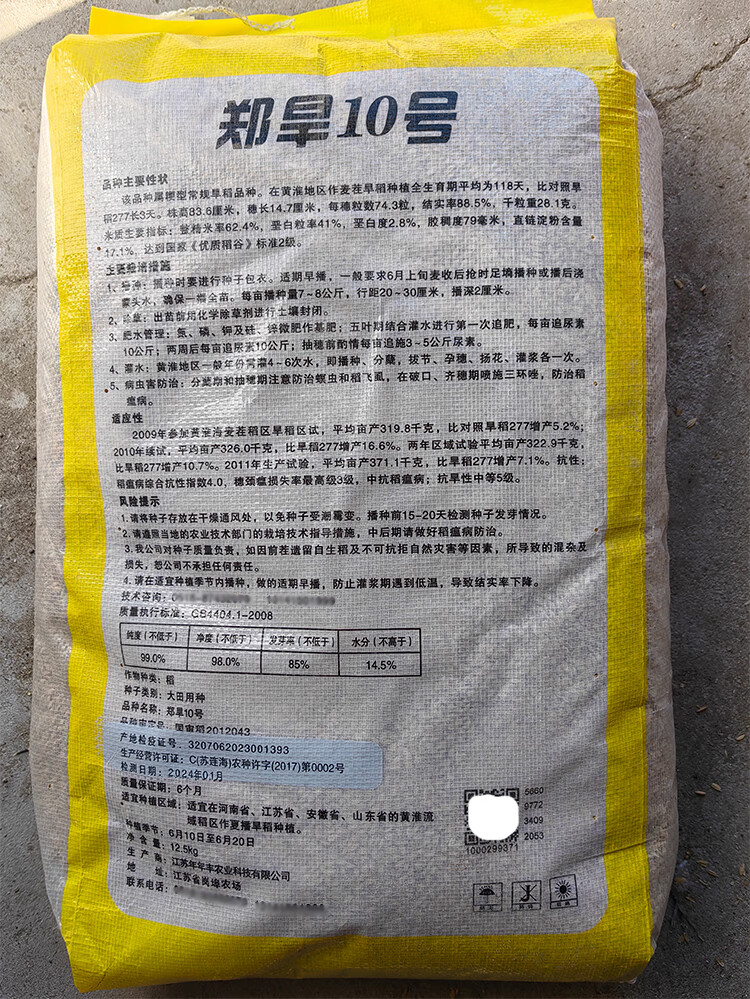 郑旱10号
品种主要性状
该品种属粳型常规旱稻品种。在黄淮地区作麦茬旱稻种植全生育期平均为118天，比对照旱
稻277长3天。株高83.6厘米，穗长14.7厘米，每穗粒数74.3粒，结实率88.5%，千粒重28.1克。
米质主要指标：整精米率62.4%，垩白粒率41%，垩白度2.8%，胶稠度79毫米，直链淀粉含量
17.1%，达到国家《优质稻谷》标准2级。
主要栽培措施
1、播种：播种时要进行种子包衣。适期早播，一般要求6月上旬麦收后抢时足墒播种或播后浇
蒙头水，确保一播全苗。每亩播种量7~8公斤，行距20~30厘米，播深2厘米。
2、除草：出苗前用化学除草剂进行土壤封闭。
3、肥水管理：氮、磷、钾及硅、锌微肥作基肥；五叶期结合灌水进行第一次追肥，每亩追尿素
10公斤；两周后每亩追尿素10公斤；抽穗前酌情每亩追施3~5公斤尿素。
4、灌水：黄淮地区一般年份需灌4~6次水，即播种、分蘖，拔节、孕穗、扬花、灌浆各一次。
5、病虫害防治：分蘖期和抽穗期注意防治螟虫和稻飞虱，在破口、齐穗期喷施三环唑，防治稻
瘟病。
适应性
2009年参加黄淮海麦茬稻区旱稻区试，平均亩产319.8千克，比对照旱稻277增产5.2%；
2010年续试，平均亩产326.0千克，比旱稻277增产16.6%。两年区域试验平均亩产322.9千克，
比旱稻277增产10.7%。2011年生产试验，平均亩产371.1千克，比旱稻277增产7.1%。抗性：
稻瘟病综合抗性指数4.0，穗颈瘟损失率最高级3级，中抗稻瘟病；抗旱性中等5级。
风险提示
1.请将种子存放在干燥通风处，以免种子受潮霉变。播种前15-20天检测种子发芽情况。
2.请遵照当地的农业技术部门的栽培技术指导措施，中后期请做好稻瘟病防治。
3.我公司对种子质量负责，如因前茬遗留自生稻及不可抗拒自然灾害等因素，所导致的混杂及
损失，恕公司不承担任何责任。
4.请在适宜种植季节内播种，做的适期早播，防止灌浆期遇到低温，导致结实率下降。
技术咨询：
质量执行标准：GB4404.1-2008
纯度（不低于） 净度（不低于） 发芽率（不低于） 水分（不高于）
99.0% 98.0% 85% 14.5%
作物种类：稻
种子类别：大田用种
品种名称：郑旱10号
品种审定号：国审稻2012043
产地检疫证号：3207062023001393
生产经营许可证：C(苏连海)农种许字(2017)第0002号
检测日期：2024年01月
质量保证期：6个月
适宜种植区域：适宜在河南省、江苏省、安徽省、山东省的黄淮流
域稻区作夏播旱稻种植。
种植季节：6月10日至6月20日
净含量：12.5kg
生产商：江苏年年丰农业科技有限公司
地址：江苏省岗埠农场
联系电话：
5680
9772
3409
2053
1000299371